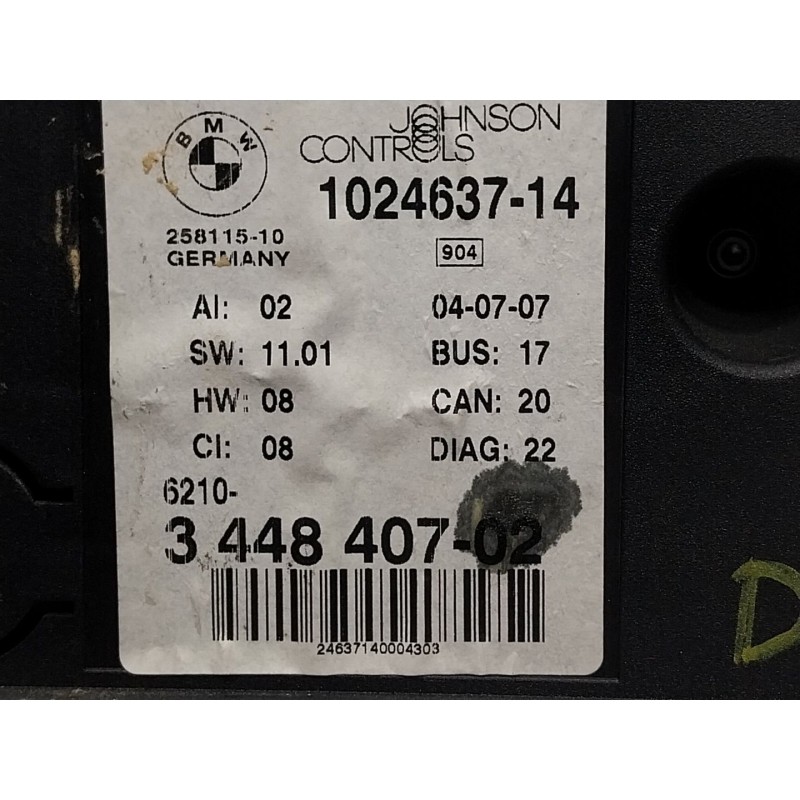 BMW
JOHNSON
CONTROLS
1024637-14
258115-10
GERMANY
904
AI: 02 04-07-07
SW: 11.01 BUS: 17
HW: 08 CAN: 20
CI: 08 DIAG: 22
6210-
3 448 407-02
24637140004303
D